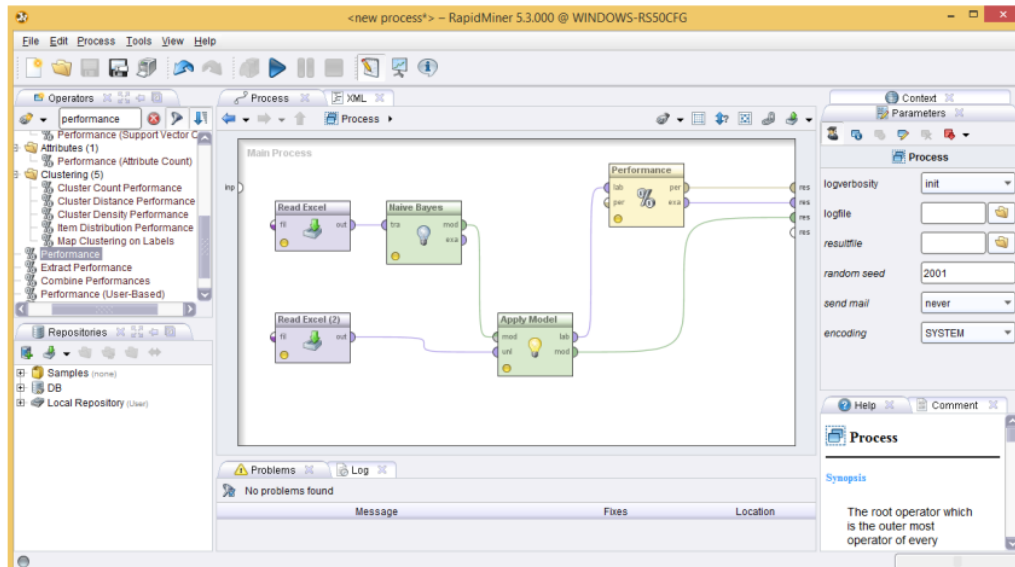 <new process*> – RapidMiner 5.3.000 @ WINDOWS-RS50CFG
File Edit Process Tools View Help
Operators
performance
Performance (Support Vector C
Attributes (1)
Performance (Attribute Count)
Clustering (5)
Cluster Count Performance
Cluster Distance Performance
Cluster Density Performance
Item Distribution Performance
Map Clustering on Labels
Performance
Extract Performance
Combine Performances
Performance (User-Based)
Repositories
Samples (none)
DB
Local Repository (User)
Process XML
Process
Main Process
inp
Read Excel
fil out
Naive Bayes
tra mod
exa
Performance
lab per
per exa
res
res
res
res
Read Excel (2)
fil out
Apply Model
mod lab
unl mod
Problems Log
No problems found
Message Fixes Location
Context
Parameters
Process
logverbosity init
logfile
resultfile
random seed 2001
send mail never
encoding SYSTEM
Help Comment
Process
Synopsis
The root operator which
is the outer most
operator of every